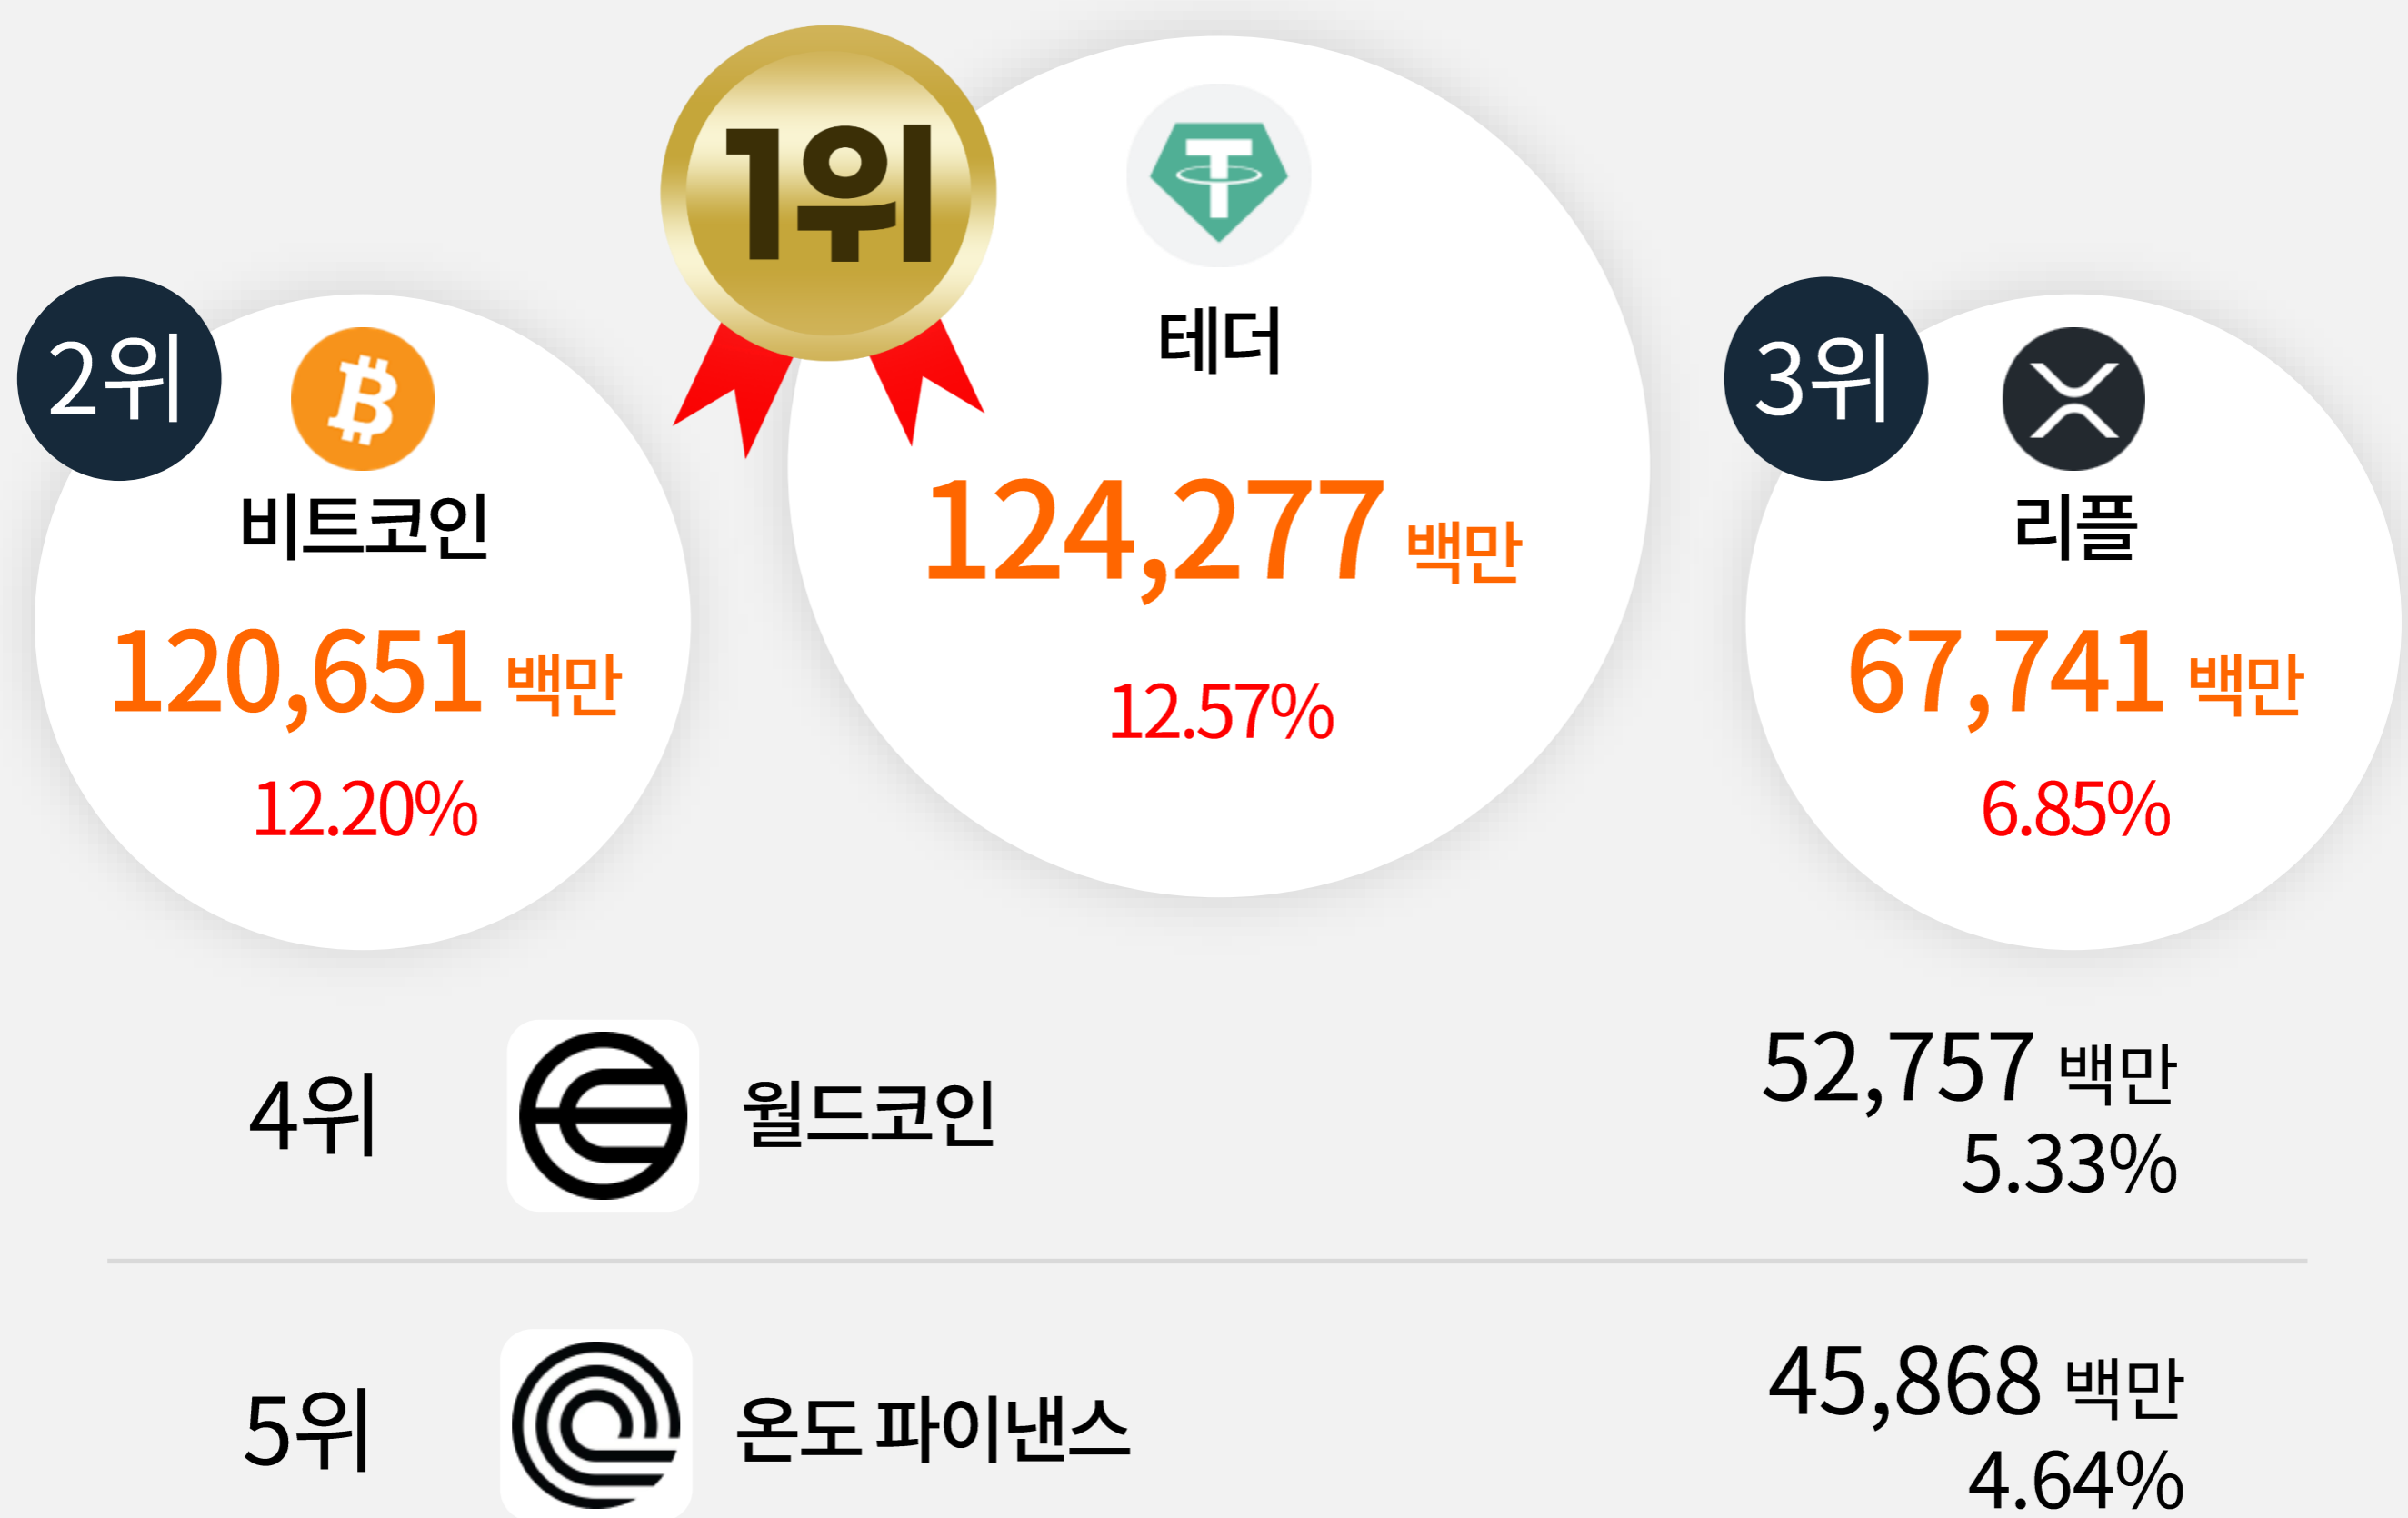 1위
테더
124,277 백만
12.57%
2위
비트코인
120,651 백만
12.20%
3위
리플
67,741 백만
6.85%
4위 월드코인 52,757 백만
5.33%
5위 온도 파이낸스 45,868 백만
4.64%